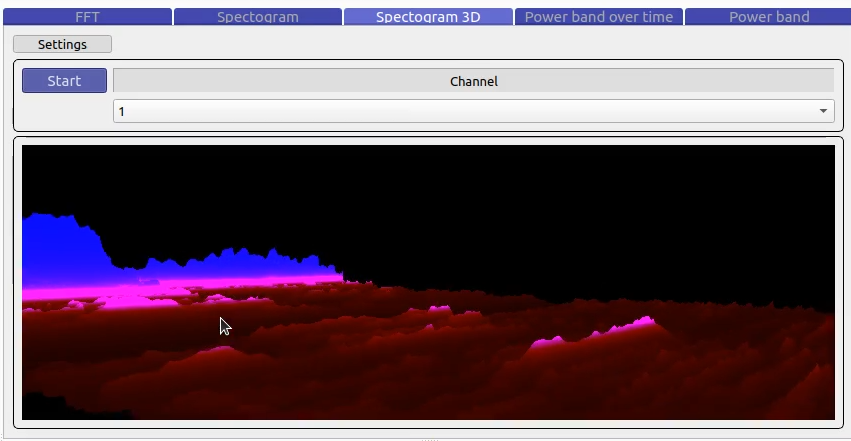 FFT
Spectogram
Spectogram 3D
Power band over time
Power band
Settings
Start
Channel
1